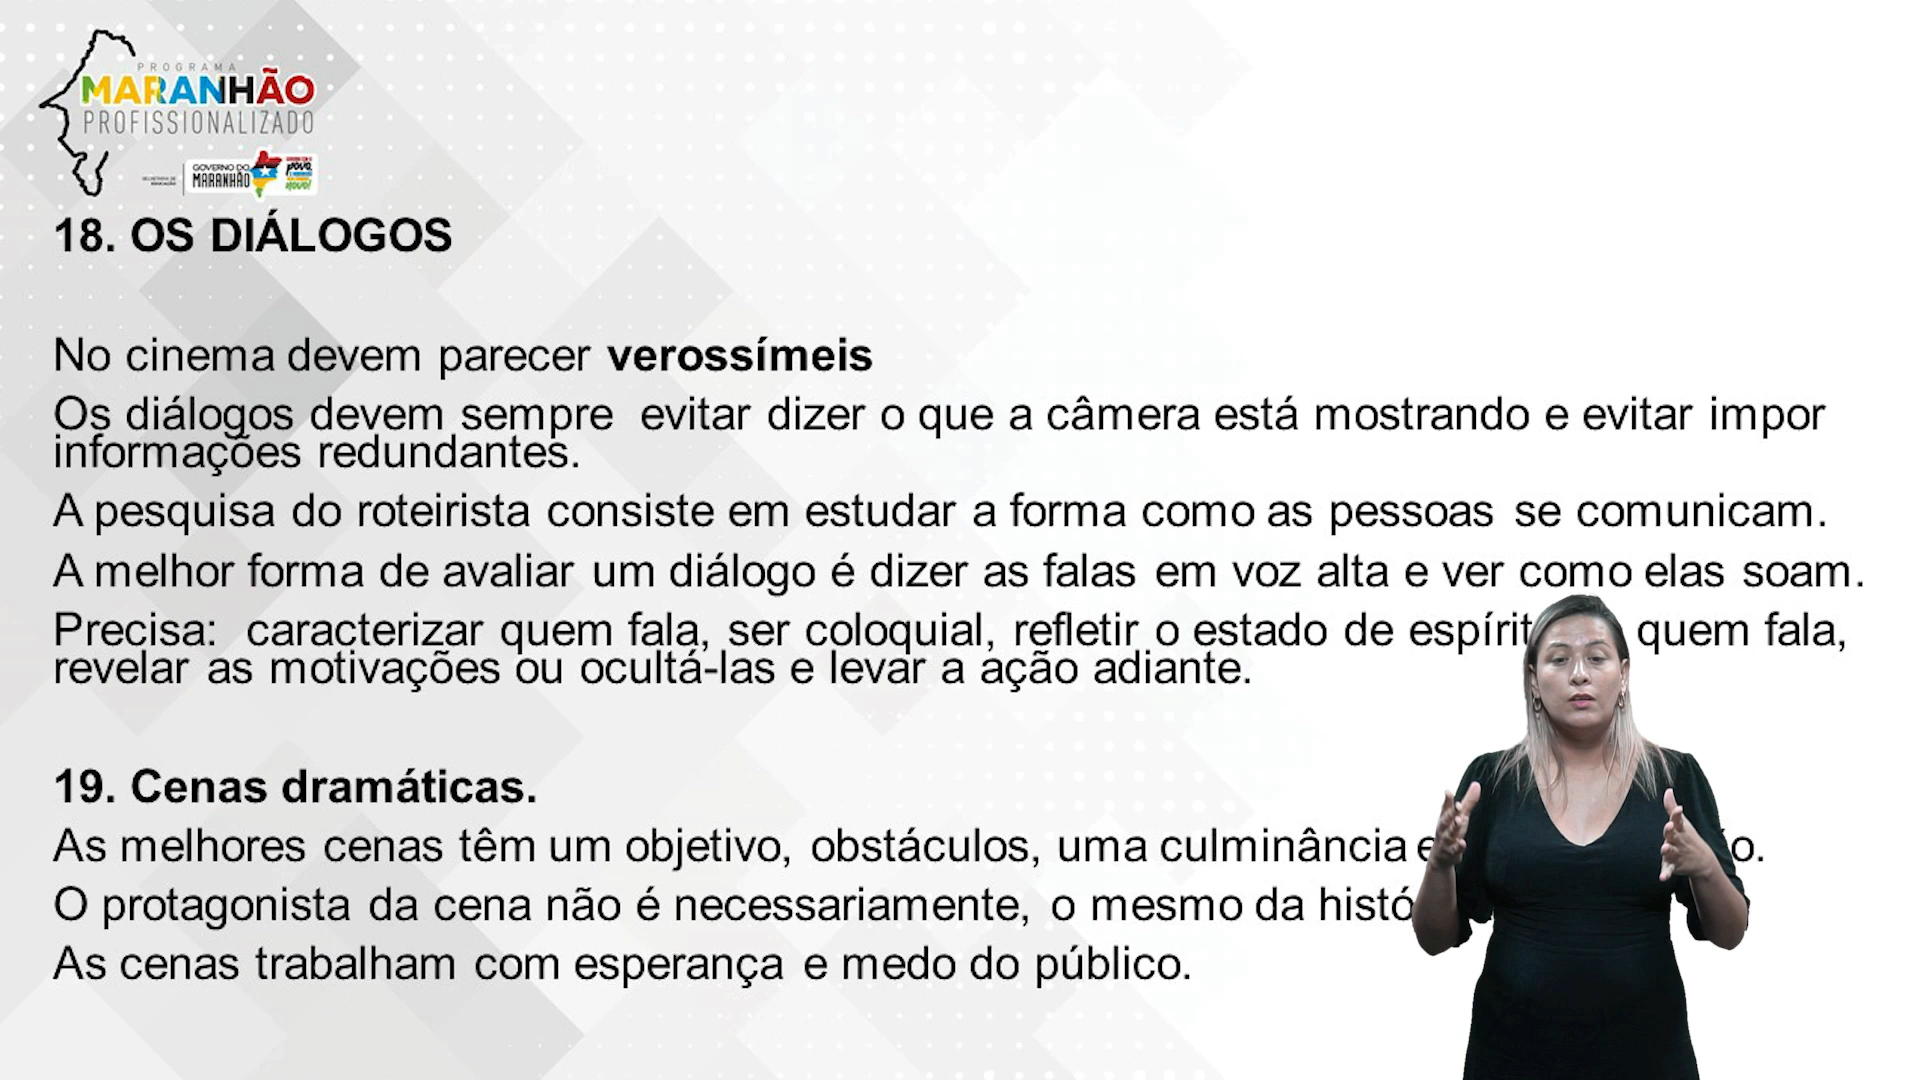 PROGRAMA
MARANHÃO
PROFISSIONALIZADO
GOVERNO DO
MARANHÃO
18. OS DIÁLOGOS
No cinema devem parecer verossímeis
Os diálogos devem sempre evitar dizer o que a câmera está mostrando e evitar impor
informações redundantes.
A pesquisa do roteirista consiste em estudar a forma como as pessoas se comunicam.
A melhor forma de avaliar um diálogo é dizer as falas em voz alta e ver como elas soam.
Precisa: caracterizar quem fala, ser coloquial, refletir o estado de quem fala,
revelar as motivações ou ocultá-las e levar a ação adiante.
19. Cenas dramáticas.
As melhores cenas têm um objetivo, obstáculos, uma culminância
O protagonista da cena não é necessariamente, o mesmo da
As cenas trabalham com esperança e medo do público.